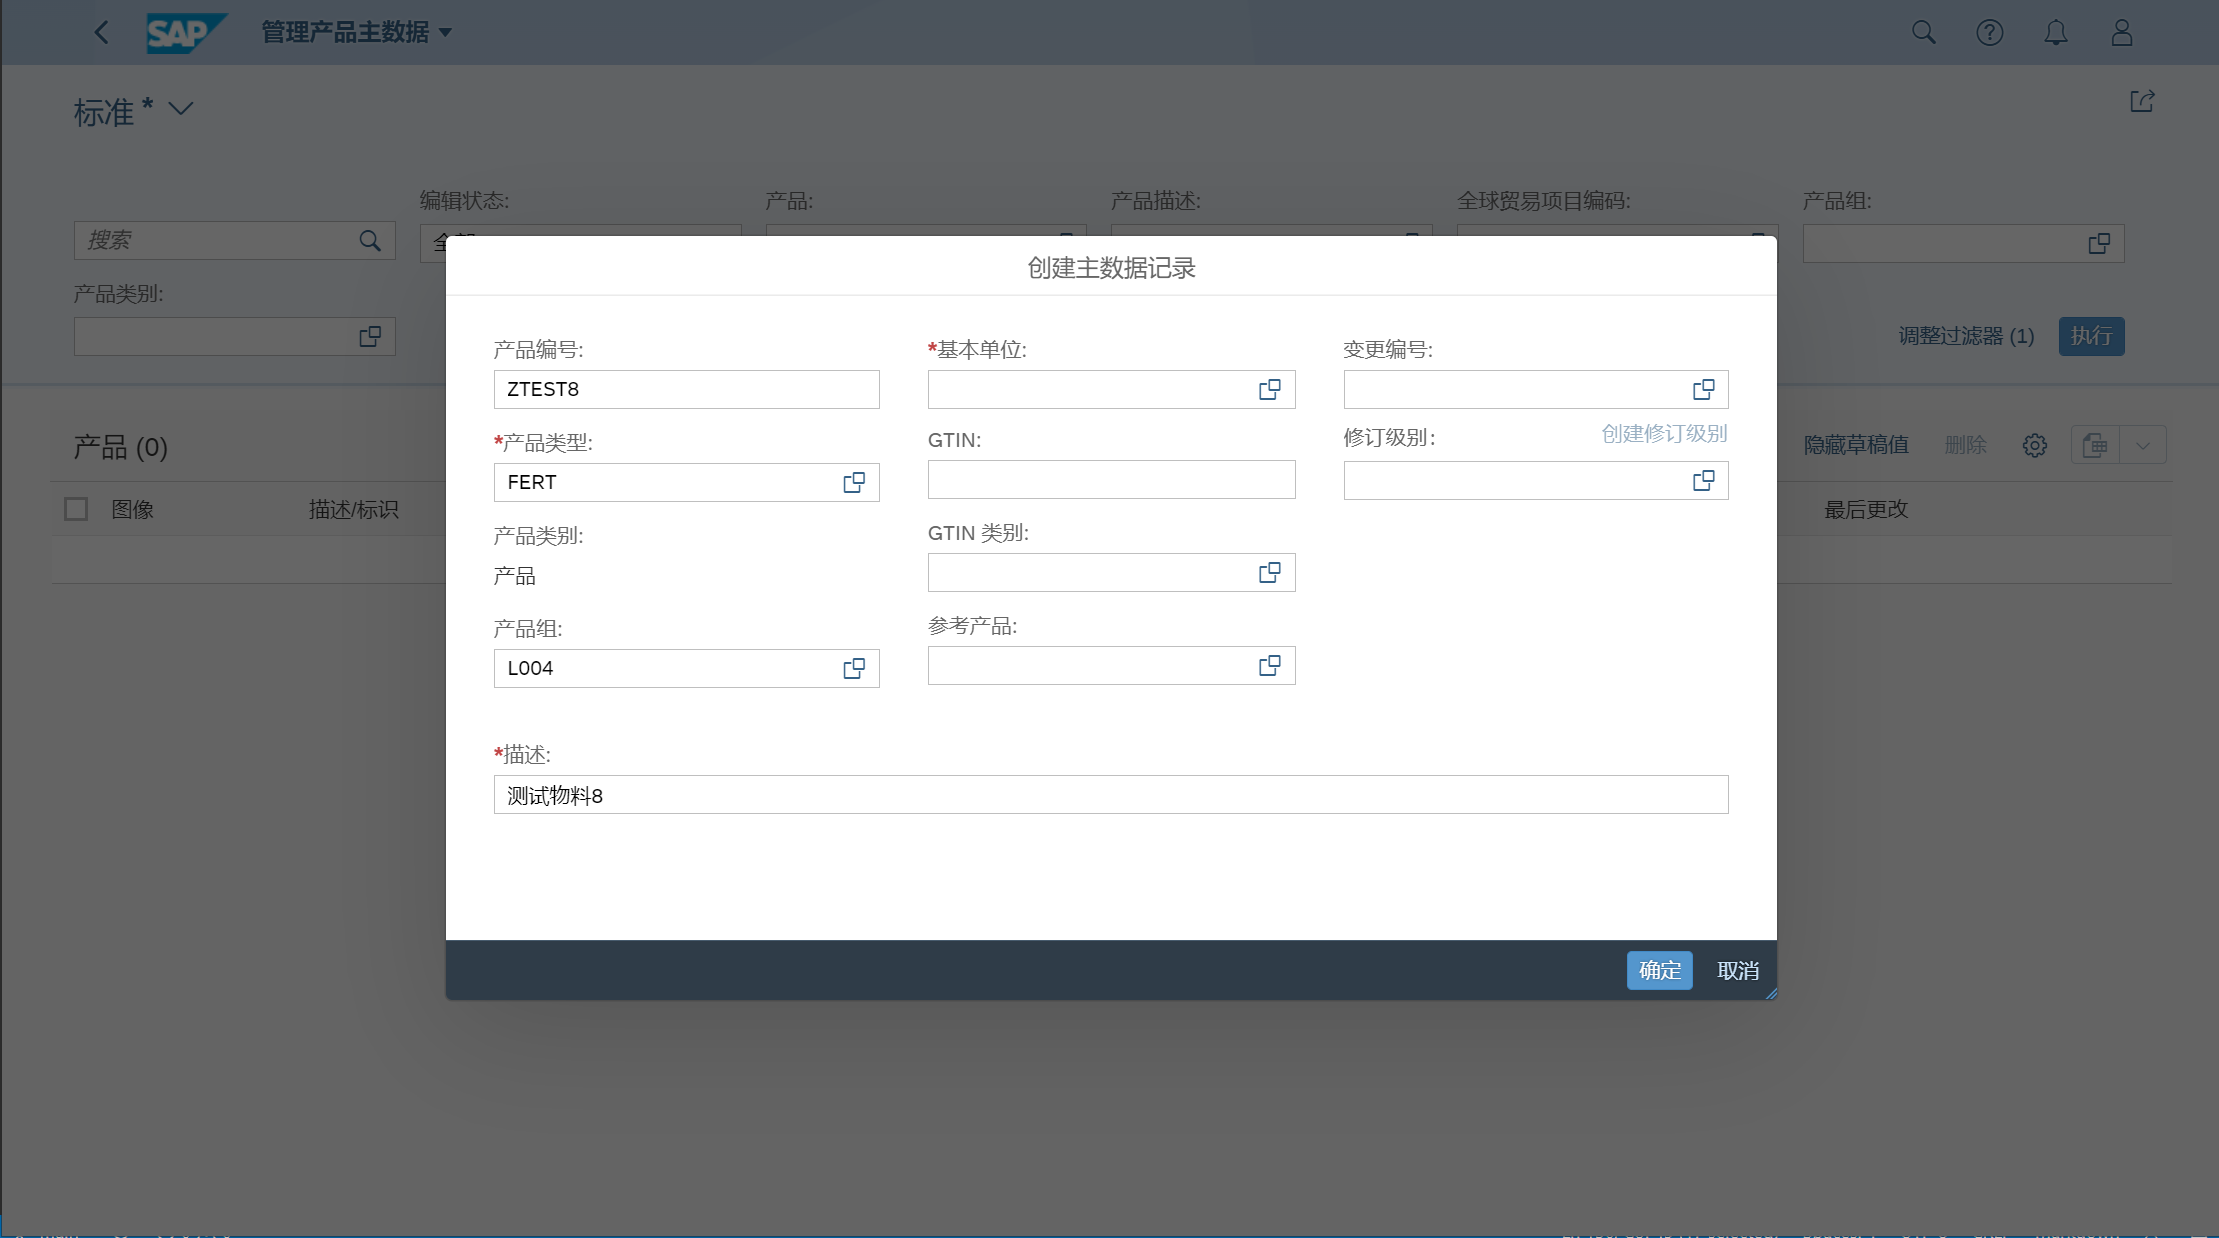 SAP 管理产品主数据
标准 *
编辑状态: 产品: 产品描述: 全球贸易项目编码: 产品组:
搜索
产品类别:
调整过滤器 (1) 执行
产品 (0) 隐藏草稿值 删除
图像 描述/标识 最后更改
创建主数据记录
产品编号: *基本单位: 变更编号:
ZTEST8
*产品类型: GTIN: 修订级别: 创建修订级别
FERT
产品类别: GTIN 类别:
产品
产品组: 参考产品:
L004
*描述:
测试物料8
确定 取消